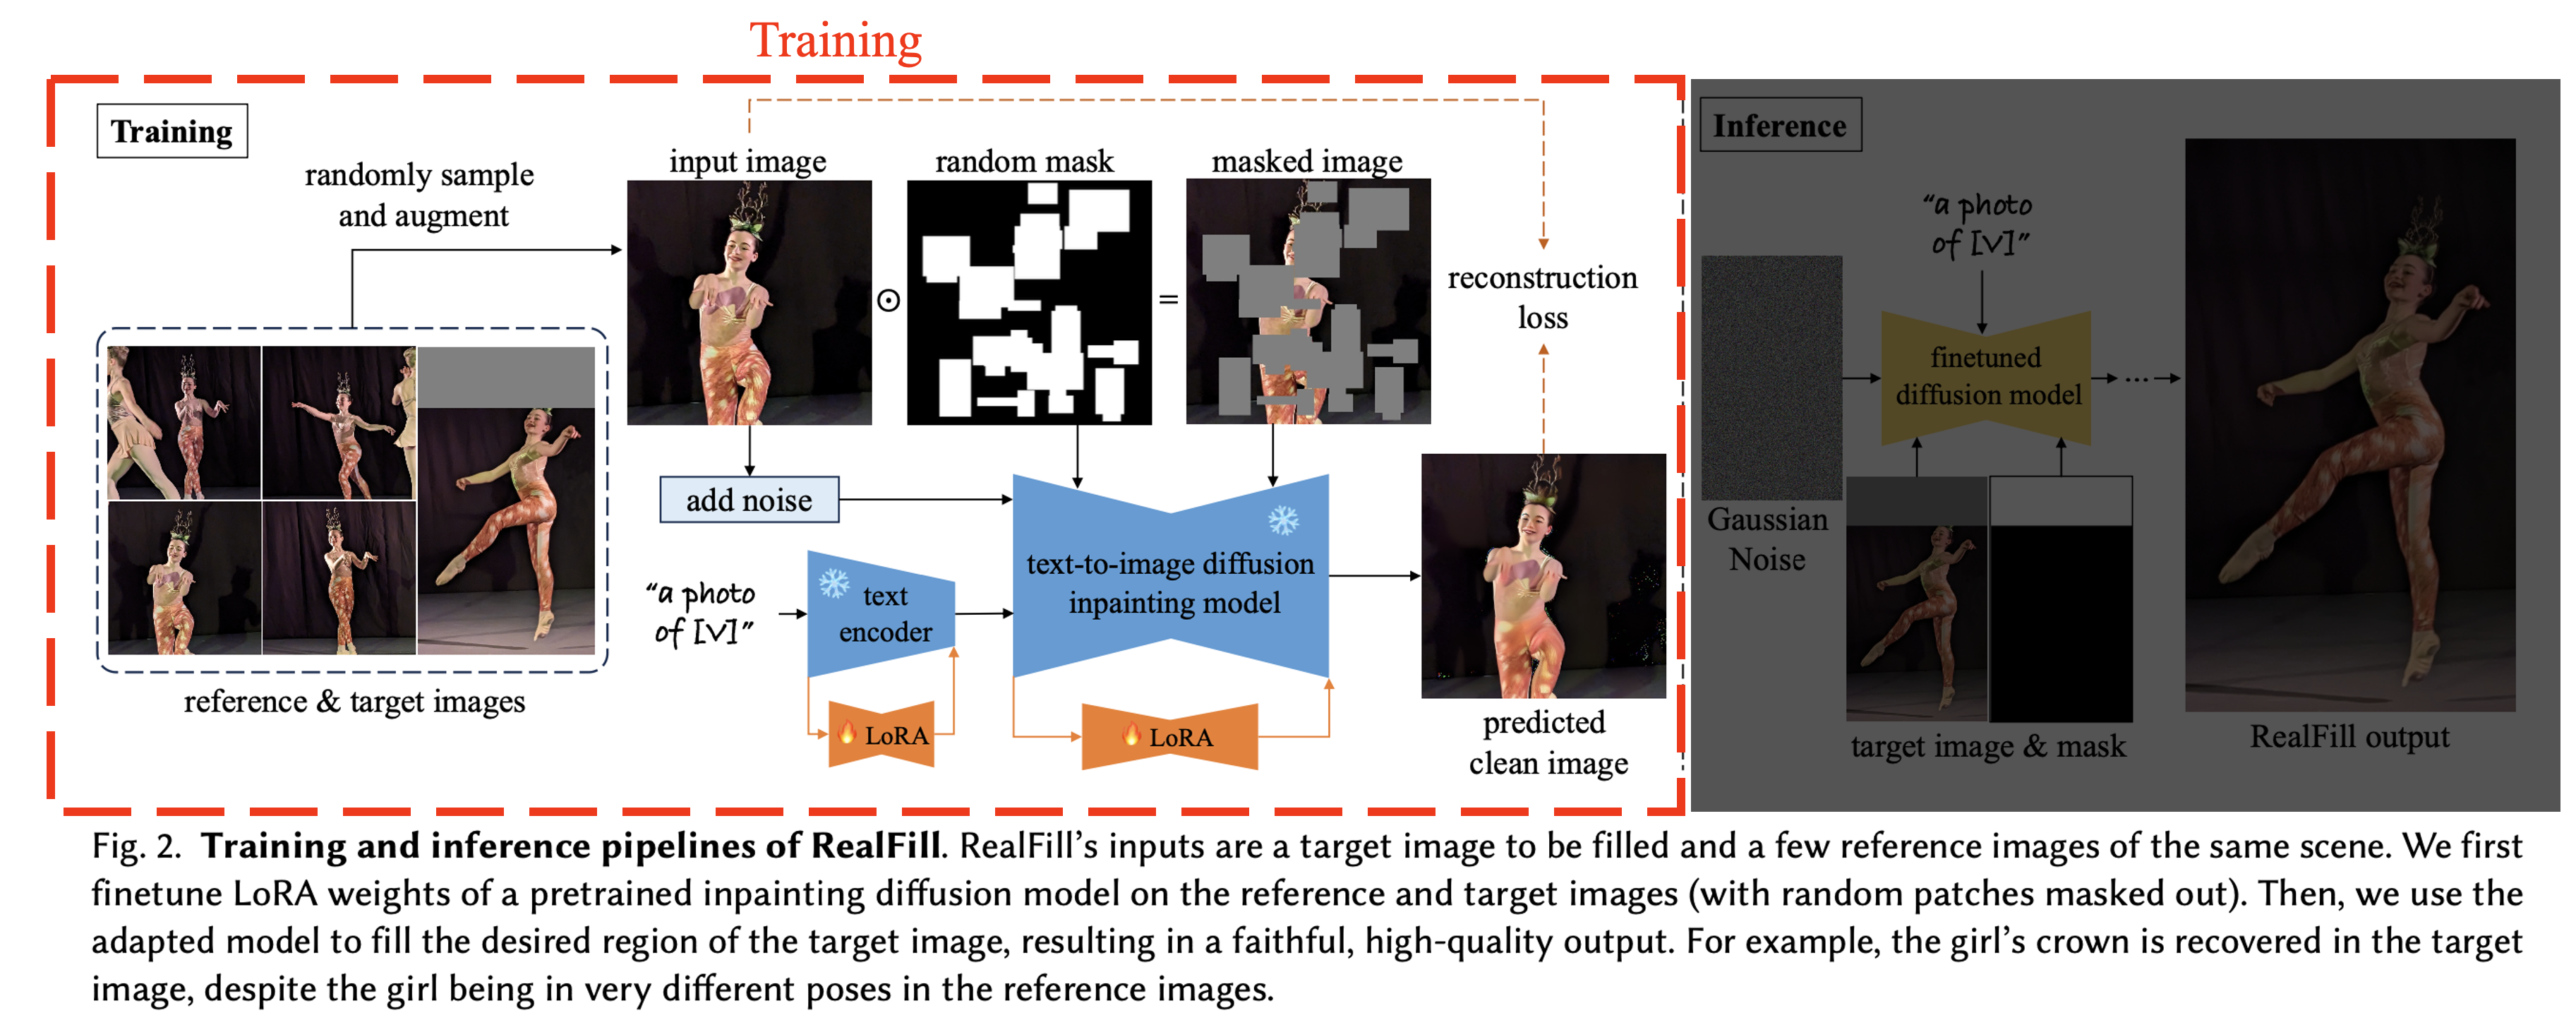 Training
Training
randomly sample
and augment
input image
random mask
masked image
⊙
=
reconstruction
loss
add noise
"a photo
of [V]"
text
encoder
text-to-image diffusion
inpainting model
LoRA
LoRA
reference & target images
predicted
clean image
Inference
"a photo
of [V]"
finetuned
diffusion model
...
Gaussian
Noise
target image & mask
RealFill output
Fig. 2. Training and inference pipelines of RealFill. RealFill's inputs are a target image to be filled and a few reference images of the same scene. We first
finetune LoRA weights of a pretrained inpainting diffusion model on the reference and target images (with random patches masked out). Then, we use the
adapted model to fill the desired region of the target image, resulting in a faithful, high-quality output. For example, the girl's crown is recovered in the target
image, despite the girl being in very different poses in the reference images.